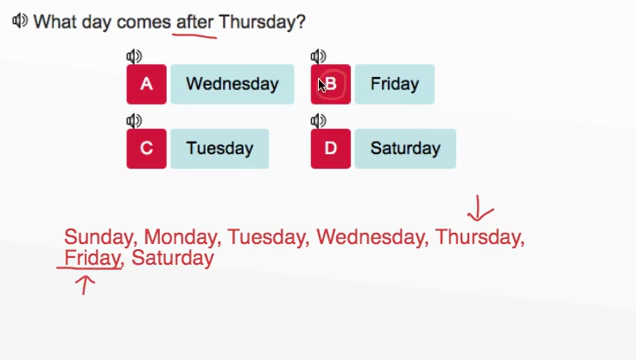 What day comes after Thursday?
A Wednesday
B Friday
C Tuesday
D Saturday
Sunday, Monday, Tuesday, Wednesday, Thursday,
Friday, Saturday